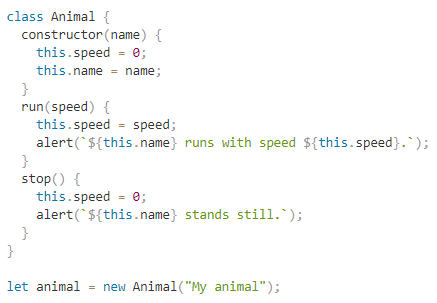 class Animal {
  constructor(name) {
    this.speed = 0;
    this.name = name;
  }
  run(speed) {
    this.speed = speed;
    alert(`${this.name} runs with speed ${this.speed}.`);
  }
  stop() {
    this.speed = 0;
    alert(`${this.name} stands still.`);
  }
}

let animal = new Animal("My animal");